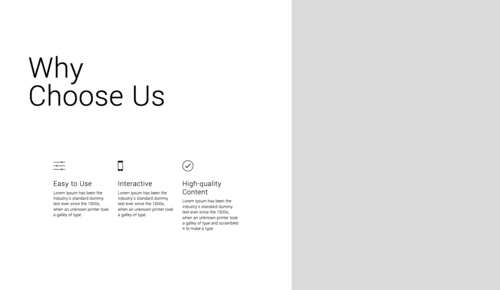 Why
Choose Us
Easy to Use
Lorem Ipsum has been the
industry's standard dummy
text ever since the 1500s,
when an unknown printer took
a galley of type.
Interactive
Lorem Ipsum has been the
industry's standard dummy
text ever since the 1500s,
when an unknown printer took
a galley of type.
High-quality
Content
Lorem Ipsum has been the
industry's standard dummy
text ever since the 1500s,
when an unknown printer took
a galley of type and scrambled
it to make a type.